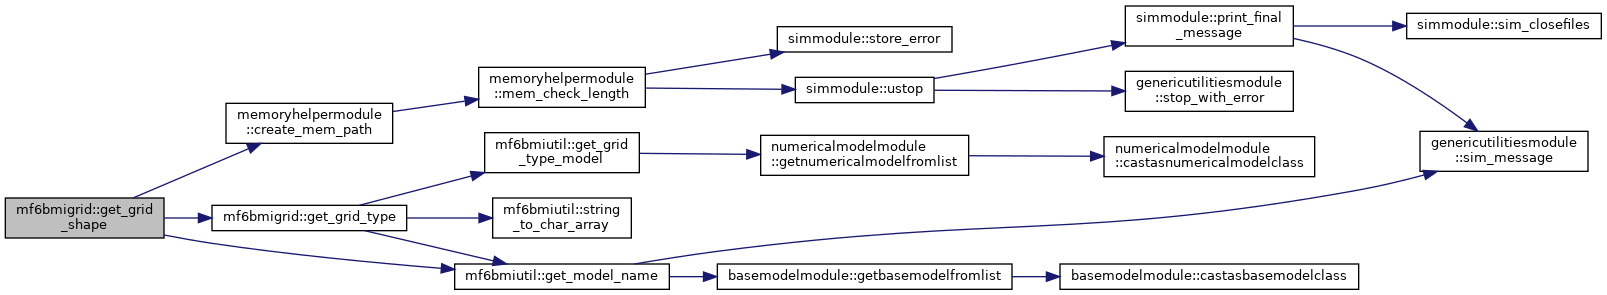 mf6bmigrid::get_grid
_shape
memoryhelpermodule
::create_mem_path
mf6bmigrid::get_grid_type
mf6bmiutil::get_model_name
memoryhelpermodule
::mem_check_length
mf6bmiutil::get_grid
_type_model
mf6bmiutil::string
_to_char_array
simmodule::store_error
simmodule::ustop
numericalmodelmodule
::getnumericalmodelfromlist
basemodelmodule::getbasemodelfromlist
simmodule::print_final
_message
genericutilitiesmodule
::stop_with_error
numericalmodelmodule
::castasnumericalmodelclass
basemodelmodule::castasbasemodelclass
simmodule::sim_closefiles
genericutilitiesmodule
::sim_message